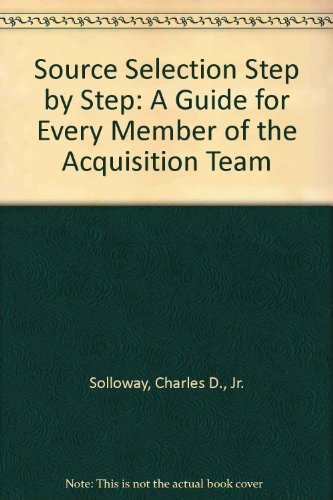 Source Selection Step
by Step: A Guide for
Every Member of the
Acquisition Team
Solloway, Charles D., Jr.
Note: This is not the actual book cover